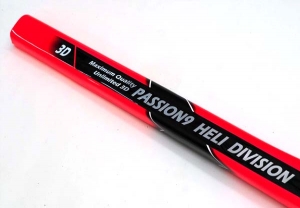 3D
Maximum Quality
Unlimited 3D
PASSION9 HELI DIVISION